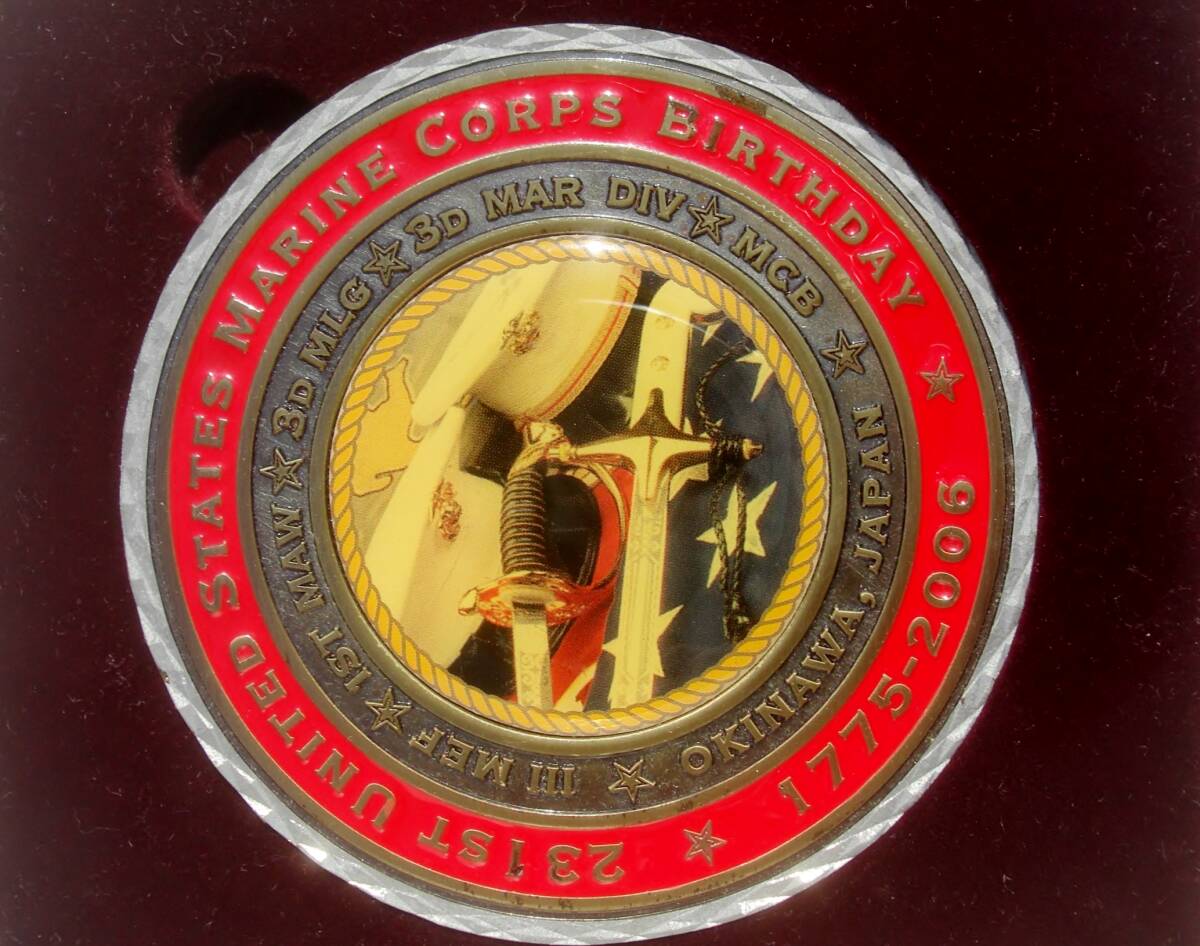 231ST UNITED STATES MARINE CORPS BIRTHDAY
1775-2006
III MEF ★ 1ST MAW ★ 3D MLG ★ 3D MAR DIV ★ MCB
OKINAWA, JAPAN